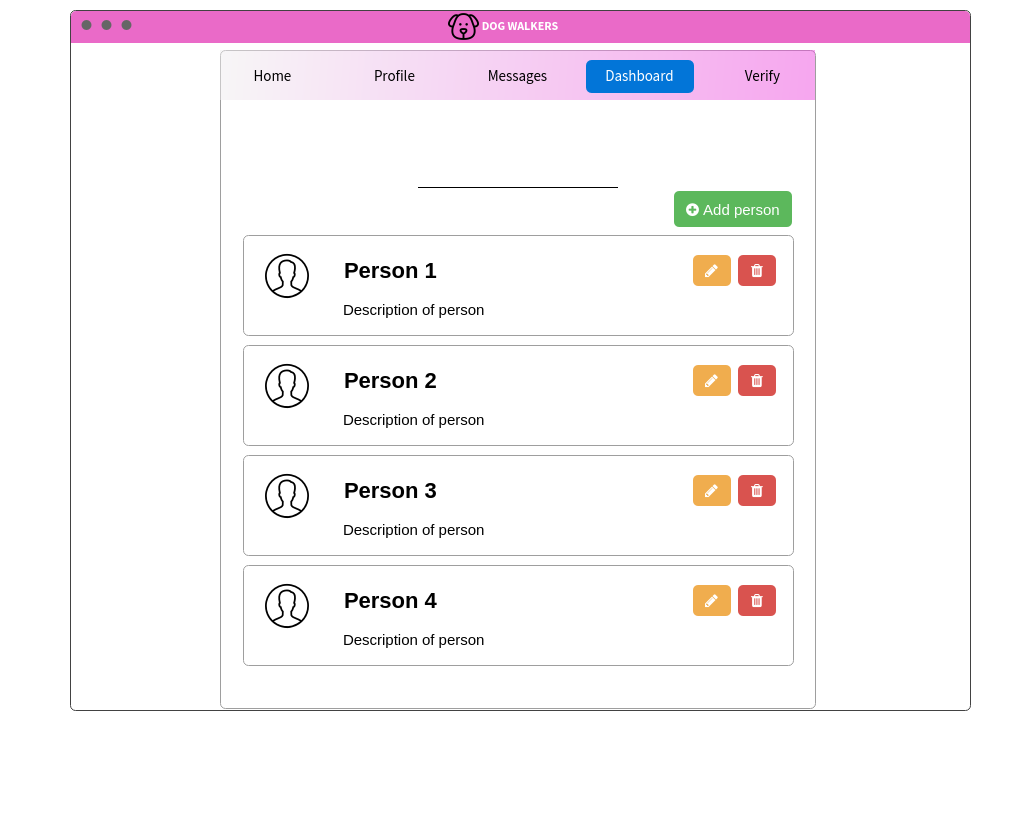 DOG WALKERS
Home Profile Messages Dashboard Verify
Add person
Person 1
Description of person
Person 2
Description of person
Person 3
Description of person
Person 4
Description of person